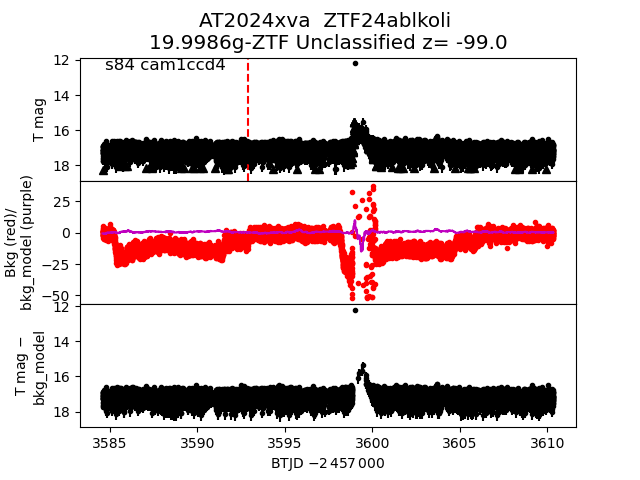 AT2024xva  ZTF24ablkoli
19.9986g-ZTF Unclassified z= -99.0
s84 cam1ccd4
T mag
12
14
16
18
Bkg (red)/
bkg_model (purple)
25
0
−25
−50
T mag −
bkg_model
12
14
16
18
3585 3590 3595 3600 3605 3610
BTJD −2 457 000